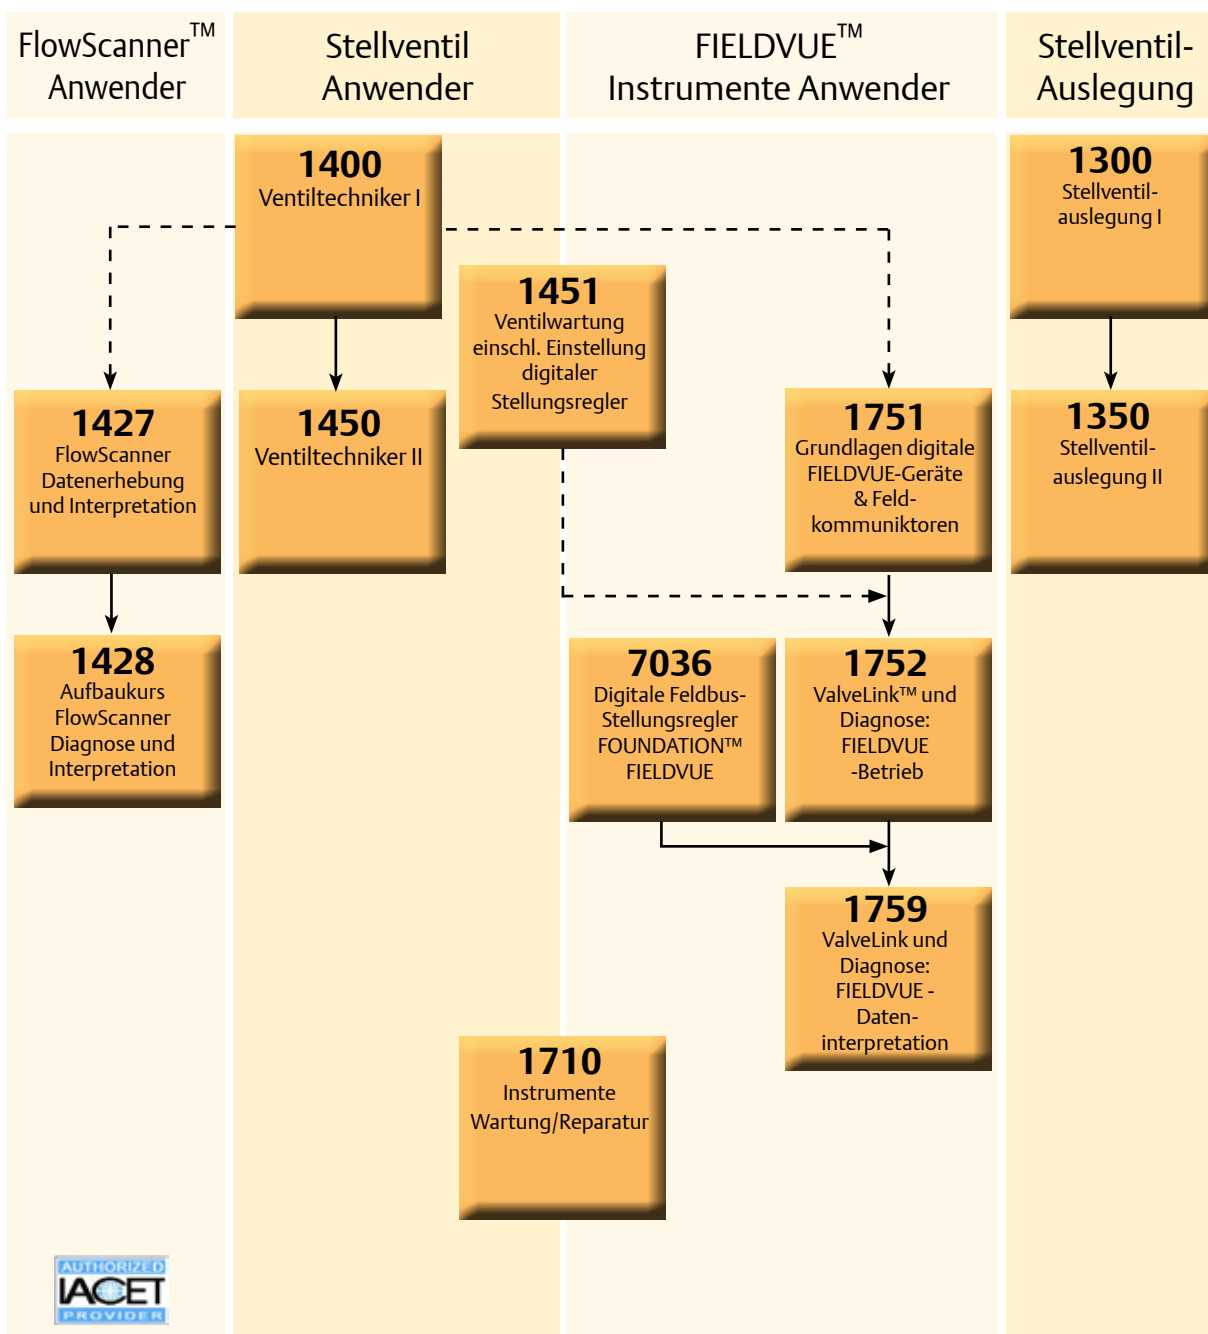 FlowScanner™
Anwender
Stellventil
Anwender
FIELDVUE™
Instrumente Anwender
Stellventil-
Auslegung
1400
Ventiltechniker I
1300
Stellventil-
auslegung I
1451
Ventilwartung
einschl. Einstellung
digitaler
Stellungsregler
1427
FlowScanner
Datenerhebung
und Interpretation
1450
Ventiltechniker II
1751
Grundlagen digitale
FIELDVUE-Geräte
& Feld-
kommuniktoren
1350
Stellventil-
auslegung II
1428
Aufbaukurs
FlowScanner
Diagnose und
Interpretation
7036
Digitale Feldbus-
Stellungsregler
FOUNDATION™
FIELDVUE
1752
ValveLink™ und
Diagnose:
FIELDVUE
-Betrieb
1759
ValveLink und
Diagnose:
FIELDVUE -
Daten-
interpretation
1710
Instrumente
Wartung/Reparatur
AUTHORIZED
IACET
PROVIDER